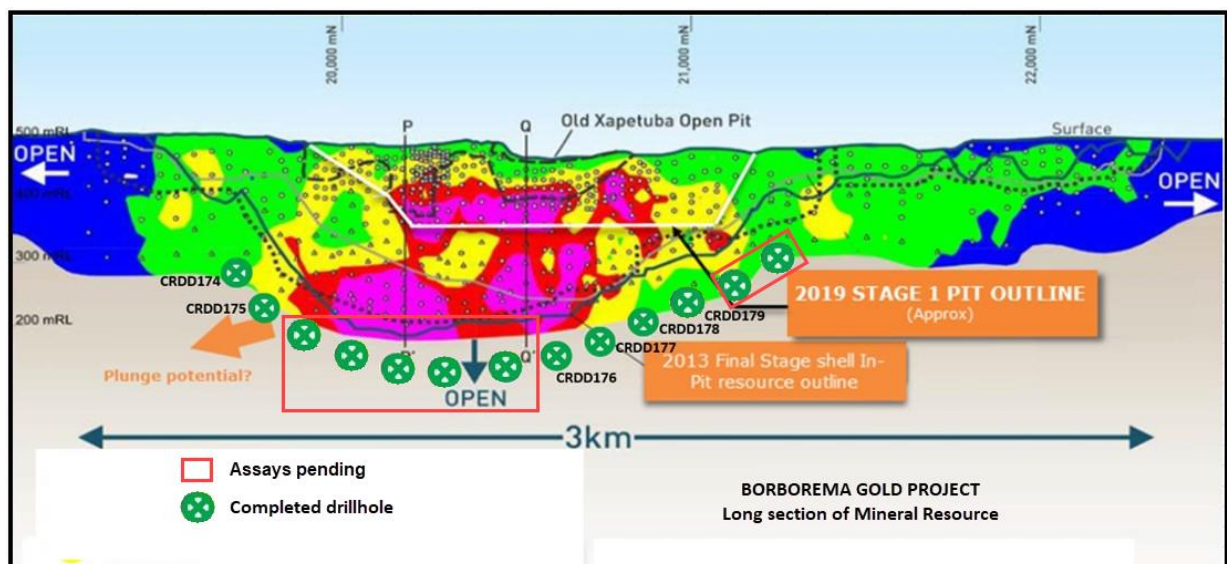 20,000 mN
21,000 mN
22,000 mN
500 mRL
P
Q
Old Xapetuba Open Pit
Surface
OPEN
OPEN
400 mRL
300 mRL
200 mRL
CRDD174
CRDD175
CRDD179
CRDD178
CRDD177
CRDD176
2019 STAGE 1 PIT OUTLINE
(Approx)
2013 Final Stage shell In-
Pit resource outline
Plunge potential?
P'
Q'
OPEN
3km
Assays pending
Completed drillhole
BORBOREMA GOLD PROJECT
Long section of Mineral Resource